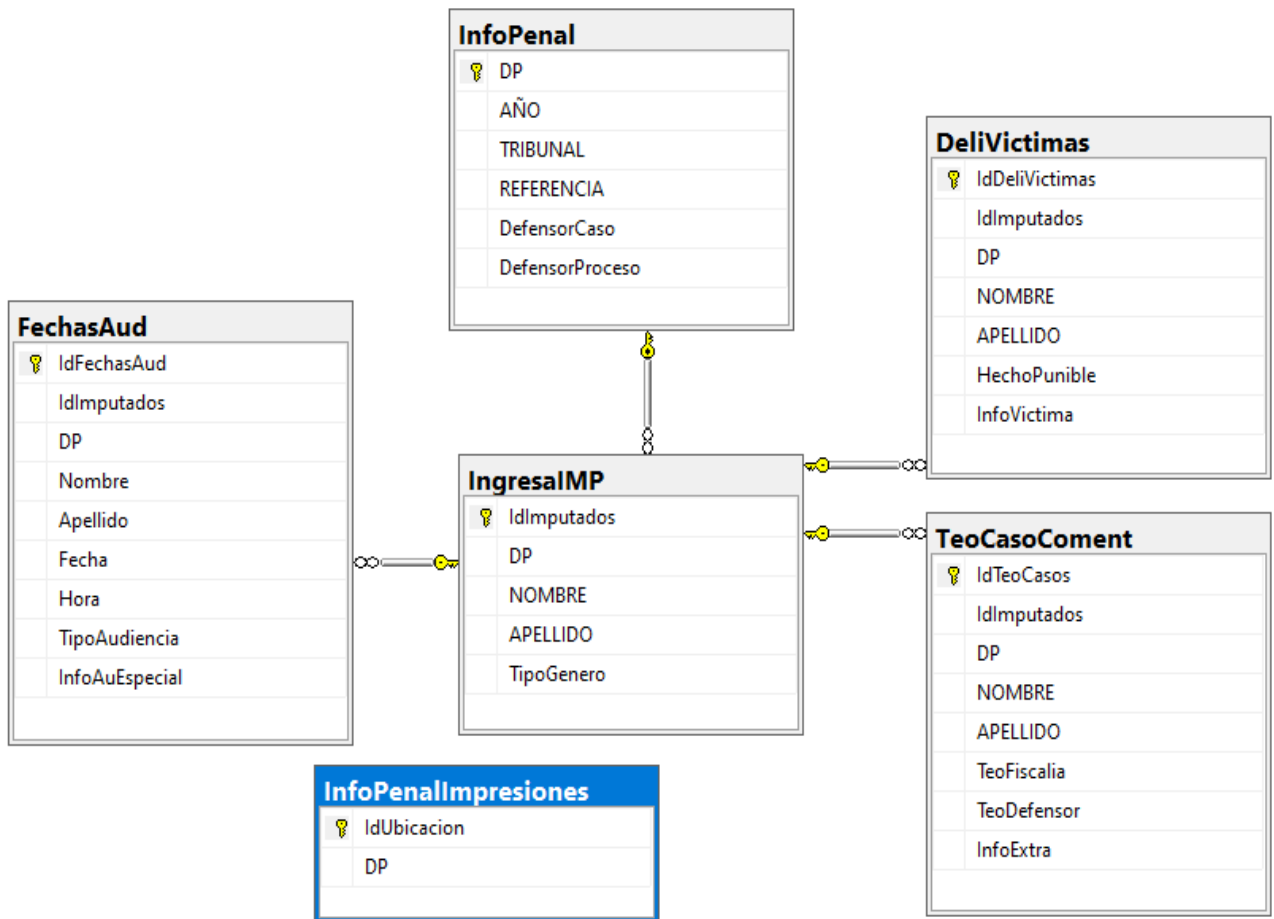 InfoPenal
DP
AÑO
TRIBUNAL
REFERENCIA
DefensorCaso
DefensorProceso
DeliVictimas
IdDeliVictimas
IdImputados
DP
NOMBRE
APELLIDO
HechoPunible
InfoVictima
FechasAud
IdFechasAud
IdImputados
DP
Nombre
Apellido
Fecha
Hora
TipoAudiencia
InfoAuEspecial
IngresaIMP
IdImputados
DP
NOMBRE
APELLIDO
TipoGenero
TeoCasoComent
IdTeoCasos
IdImputados
DP
NOMBRE
APELLIDO
TeoFiscalia
TeoDefensor
InfoExtra
InfoPenalImpresiones
IdUbicacion
DP